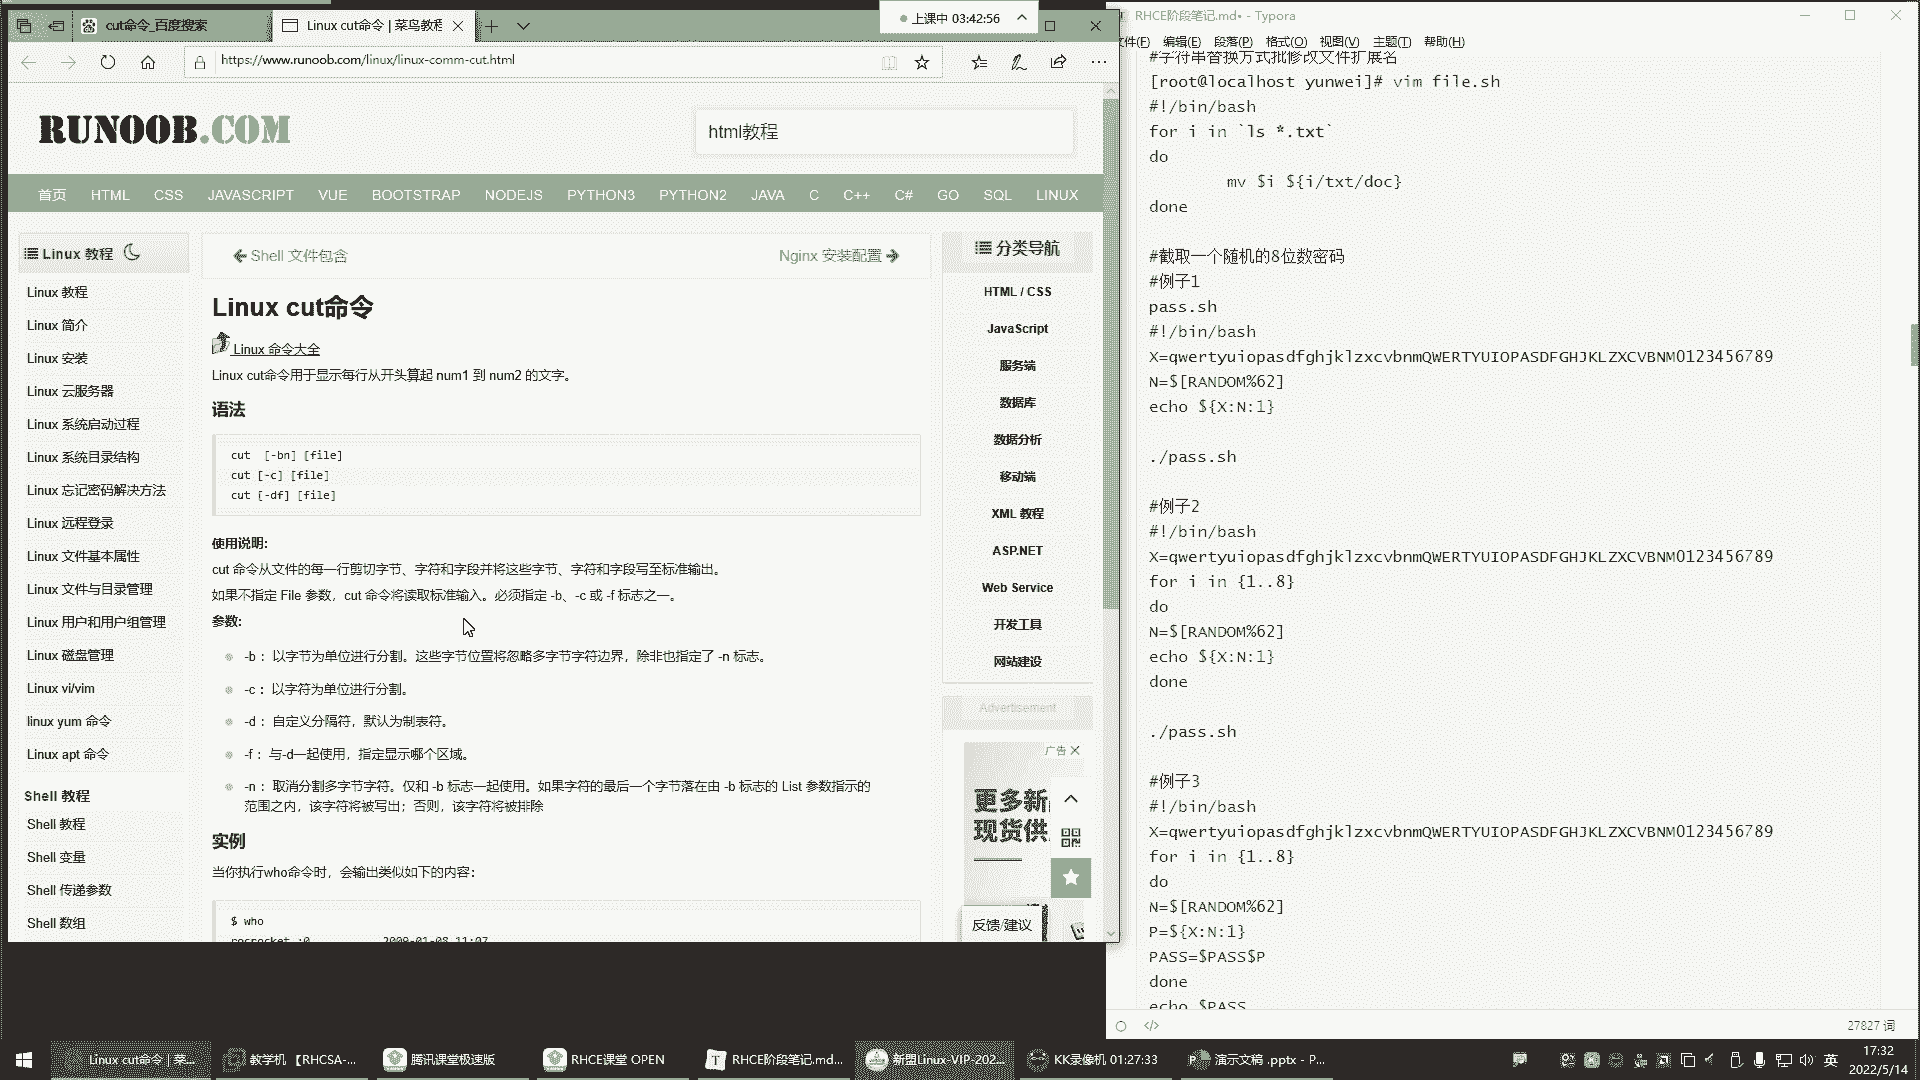 cut命令_百度搜索
Linux cut命令 | 菜鸟教程
上课中 03:42:56
https://www.runoob.com/linux/linux-comm-cut.html
RUNOOB.COM
html教程
首页 HTML CSS JAVASCRIPT VUE BOOTSTRAP NODEJS PYTHON3 PYTHON2 JAVA C C++ C# GO SQL LINUX
Linux 教程
Linux 教程
Linux 简介
Linux 安装
Linux 云服务器
Linux 系统启动过程
Linux 系统目录结构
Linux 忘记密码解决方法
Linux 远程登录
Linux 文件基本属性
Linux 文件与目录管理
Linux 用户和用户组管理
Linux 磁盘管理
Linux vi/vim
linux yum 命令
Linux apt 命令
Shell 教程
Shell 教程
Shell 变量
Shell 传递参数
Shell 数组
Shell 文件包含
Nginx 安装配置
Linux cut命令
Linux 命令大全
Linux cut命令用于显示每行从开头算起 num1 到 num2 的文字。
语法
cut  [-bn] [file]
cut [-c] [file]
cut [-df] [file]
使用说明:
cut 命令从文件的每一行剪切字节、字符和字段并将这些字节、字符和字段写至标准输出。
如果不指定 File 参数，cut 命令将读取标准输入。必须指定 -b、-c 或 -f 标志之一。
参数:
-b ：以字节为单位进行分割。这些字节位置将忽略多字节字符边界，除非也指定了 -n 标志。
-c ：以字符为单位进行分割。
-d ：自定义分隔符，默认为制表符。
-f ：与-d一起使用，指定显示哪个区域。
-n ：取消分割多字节字符。仅和 -b 标志一起使用。如果字符的最后一个字节落在由 -b 标志的 List 参数指示的
范围之内，该字符将被写出；否则，该字符将被排除
实例
当你执行who命令时，会输出类似如下的内容：
$ who
rocrocket :0 2009-01-08 11:07
分类导航
HTML / CSS
JavaScript
服务端
数据库
数据分析
移动端
XML 教程
ASP.NET
Web Service
开发工具
网站建设
Advertisement
广告
更多新
现货供
反馈/建议
RHCE阶段笔记.md• - Typora
文件(F) 编辑(E) 段落(P) 格式(O) 视图(V) 主题(T) 帮助(H)
#字符串替换方式批修改文件扩展名
[root@localhost yunwei]# vim file.sh
#!/bin/bash
for i in `ls *.txt`
do
mv $i ${i/txt/doc}
done
#截取一个随机的8位数密码
#例子1
pass.sh
#!/bin/bash
X=qwertyuiopasdfghjklzxcvbnmQWERTYUIOPASDFGHJKLZXCVBNM0123456789
N=$[RANDOM%62]
echo ${X:N:1}
./pass.sh
#例子2
#!/bin/bash
X=qwertyuiopasdfghjklzxcvbnmQWERTYUIOPASDFGHJKLZXCVBNM0123456789
for i in {1..8}
do
N=$[RANDOM%62]
echo ${X:N:1}
done
./pass.sh
#例子3
#!/bin/bash
X=qwertyuiopasdfghjklzxcvbnmQWERTYUIOPASDFGHJKLZXCVBNM0123456789
for i in {1..8}
do
N=$[RANDOM%62]
P=${X:N:1}
PASS=$PASS$P
done
echo $PASS
27827 词
Linux cut命令 | 菜...
教学机 【RHCSA-...
腾讯课堂极速版
RHCE课堂 OPEN
RHCE阶段笔记.md...
新盟Linux-VIP-202...
KK录像机 01:27:33
演示文稿 .pptx - P...
英
17:32
2022/5/14